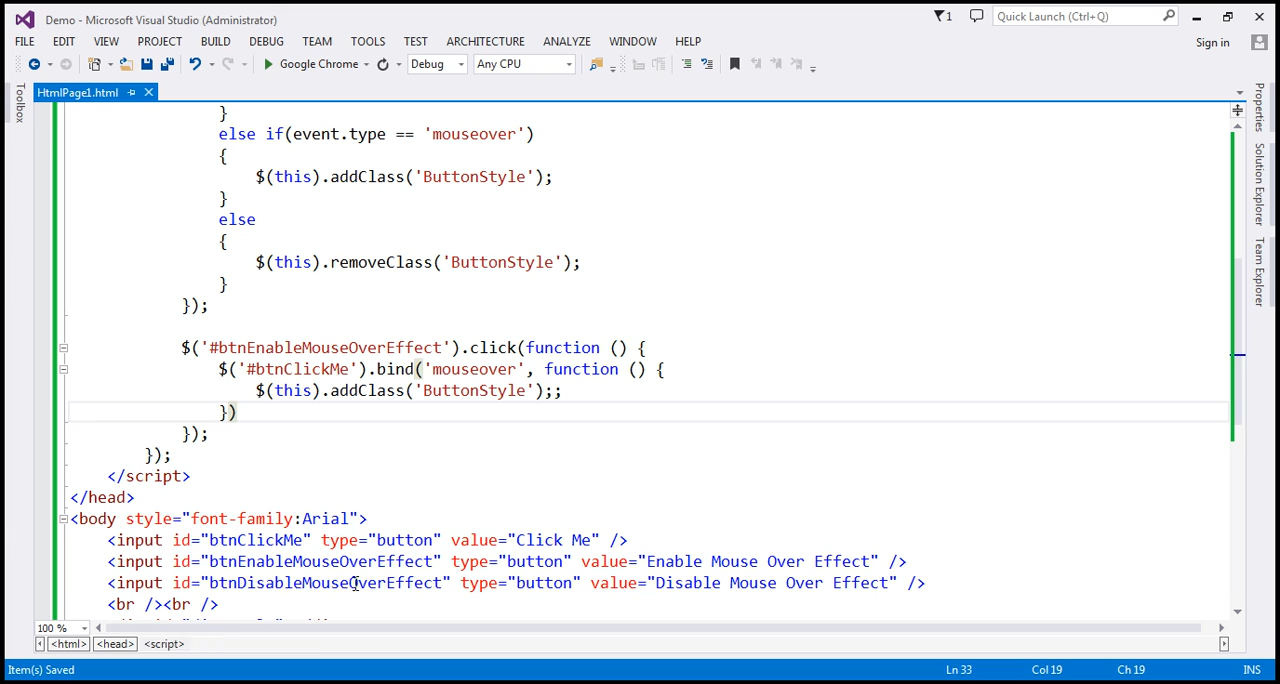 Demo - Microsoft Visual Studio (Administrator)
1
Quick Launch (Ctrl+Q)
FILE EDIT VIEW PROJECT BUILD DEBUG TEAM TOOLS TEST ARCHITECTURE ANALYZE WINDOW HELP
Sign in
Google Chrome Debug Any CPU
Toolbox
HtmlPage1.html
Properties
Solution Explorer
Team Explorer
}
else if(event.type == 'mouseover')
{
$(this).addClass('ButtonStyle');
}
else
{
$(this).removeClass('ButtonStyle');
}
});
$('#btnEnableMouseOverEffect').click(function () {
$('#btnClickMe').bind('mouseover', function () {
$(this).addClass('ButtonStyle');;
})
});
});
</script>
</head>
<body style="font-family:Arial">
<input id="btnClickMe" type="button" value="Click Me" />
<input id="btnEnableMouseOverEffect" type="button" value="Enable Mouse Over Effect" />
<input id="btnDisableMouseOverEffect" type="button" value="Disable Mouse Over Effect" />
<br /><br />
100 %
<html> <head> <script>
Item(s) Saved
Ln 33 Col 19 Ch 19 INS